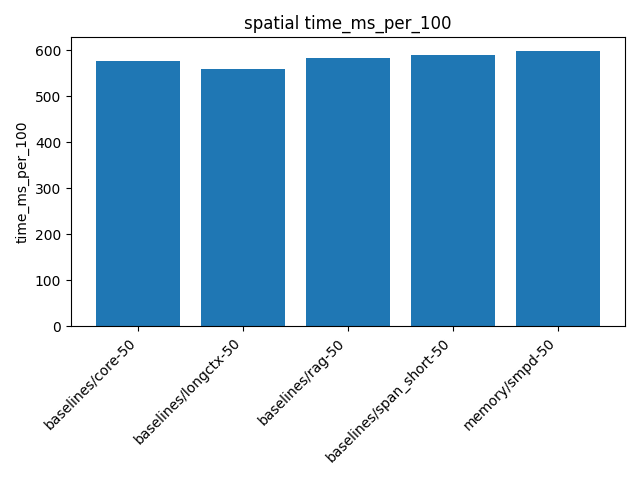 spatial time_ms_per_100
time_ms_per_100
600
500
400
300
200
100
0
baselines/core-50
baselines/longctx-50
baselines/rag-50
baselines/span_short-50
memory/smpd-50